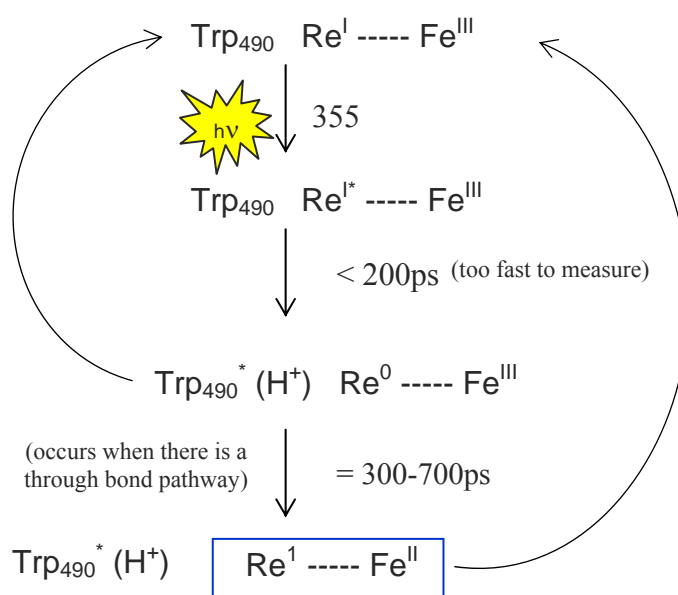 Trp₄₉₀ Reᴵ ----- Feᴵᴵᴵ
hν
355
Trp₄₉₀ Reᴵ* ----- Feᴵᴵᴵ
< 200ps (too fast to measure)
Trp₄₉₀* (H⁺) Re⁰ ----- Feᴵᴵᴵ
(occurs when there is a
through bond pathway)
= 300-700ps
Trp₄₉₀* (H⁺) Re¹ ----- Feᴵᴵ